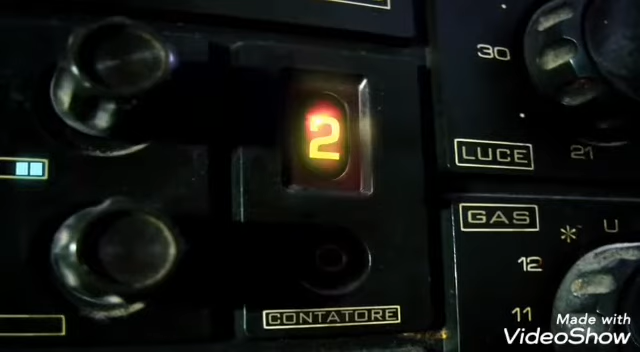 30
2
LUCE
21
GAS
* U
12
11
CONTATORE
Made with
VideoShow